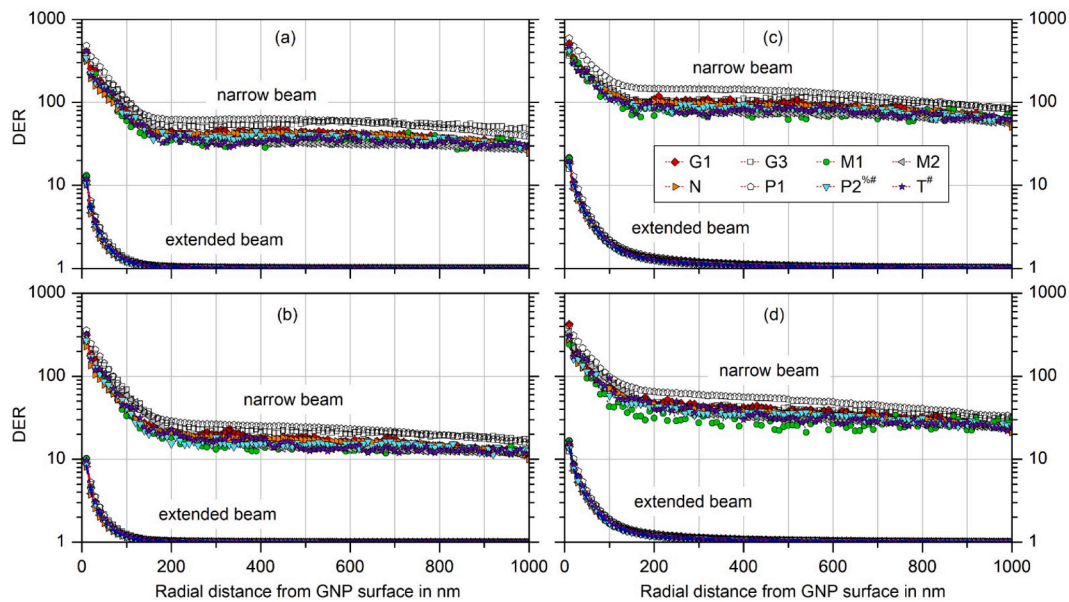 1000
100
10
1
DER
(a)
narrow beam
extended beam
(c)
narrow beam
G1 G3 M1 M2
N P1 P2%# T#
extended beam
1000
100
10
1
1000
100
10
1
DER
(b)
narrow beam
extended beam
0 200 400 600 800 1000
Radial distance from GNP surface in nm
(d)
narrow beam
extended beam
1000
100
10
1
0 200 400 600 800 1000
Radial distance from GNP surface in nm